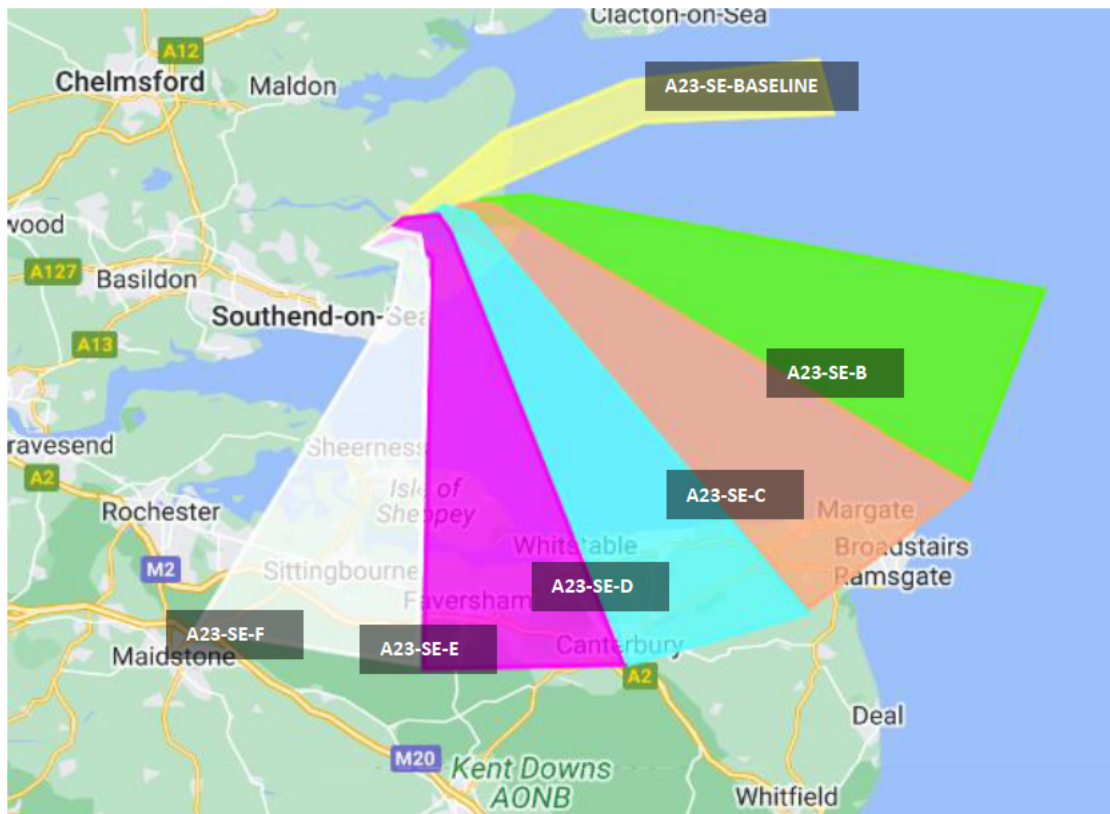 Clacton-on-Sea
A12
Chelmsford
Maldon
A23-SE-BASELINE
wood
A127
Basildon
Southend-on-Sea
A13
A23-SE-B
ravesend
Sheerness
A2
Isle of
Sheppey
Rochester
A23-SE-C
Margate
Whitstable
Broadstairs
Ramsgate
M2
Sittingbourne
A23-SE-D
Faversham
A23-SE-F
A23-SE-E
Canterbury
Maidstone
A2
Deal
M20
Kent Downs
AONB
Whitfield